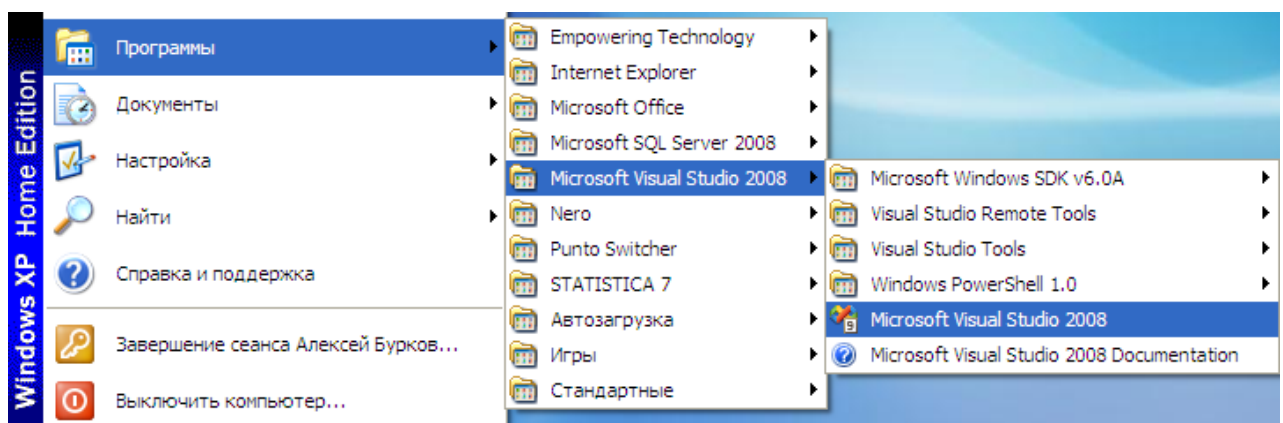 Windows XP Home Edition
Программы
Документы
Настройка
Найти
Справка и поддержка
Завершение сеанса Алексей Бурков...
Выключить компьютер...
Empowering Technology
Internet Explorer
Microsoft Office
Microsoft SQL Server 2008
Microsoft Visual Studio 2008
Nero
Punto Switcher
STATISTICA 7
Автозагрузка
Игры
Стандартные
Microsoft Windows SDK v6.0A
Visual Studio Remote Tools
Visual Studio Tools
Windows PowerShell 1.0
9
Microsoft Visual Studio 2008
Microsoft Visual Studio 2008 Documentation